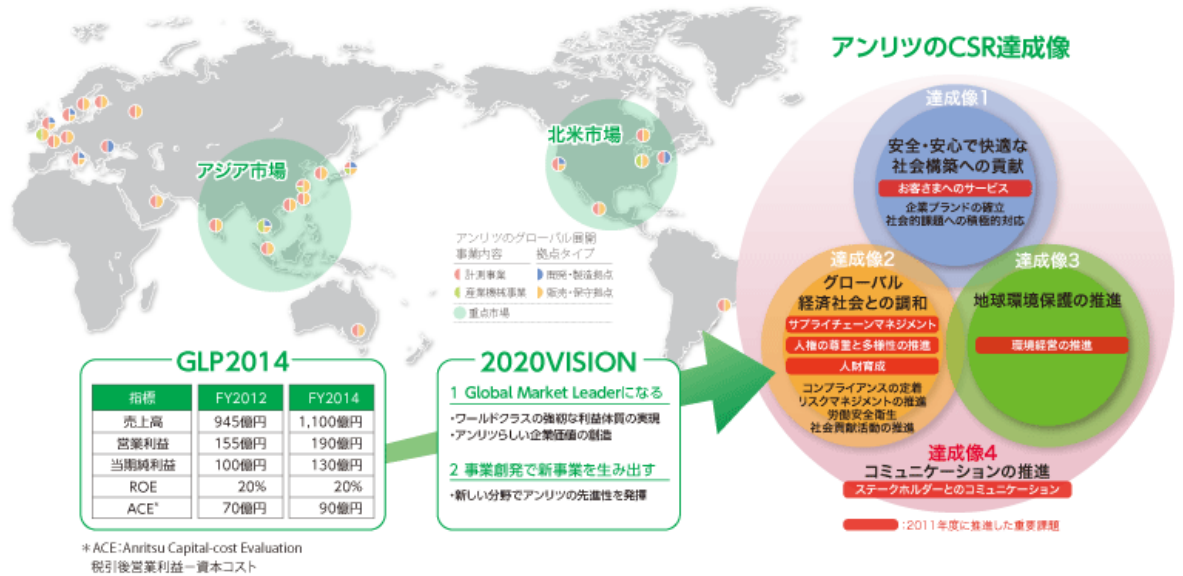 アンリツのCSR達成像
達成像1
安全・安心で快適な
社会構築への貢献
お客さまへのサービス
企業ブランドの確立
社会的課題への積極的対応
北米市場
アジア市場
アンリツのグローバル展開
事業内容 拠点タイプ
計測事業 開発・製造拠点
産業機械事業 販売・保守拠点
重点市場
達成像2
グローバル
経済社会との調和
サプライチェーンマネジメント
人権の尊重と多様性の推進
人財育成
コンプライアンスの定着
リスクマネジメントの推進
労働安全衛生
社会貢献活動の推進
達成像3
地球環境保護の推進
環境経営の推進
達成像4
コミュニケーションの推進
ステークホルダーとのコミュニケーション
:2011年度に推進した重要課題
GLP2014
指標 FY2012 FY2014
売上高 945億円 1,100億円
営業利益 155億円 190億円
当期純利益 100億円 130億円
ROE 20% 20%
ACE* 70億円 90億円
2020VISION
1 Global Market Leaderになる
・ワールドクラスの強靭な利益体質の実現
・アンリツらしい企業価値の創造
2 事業創発で新事業を生み出す
・新しい分野でアンリツの先進性を発揮
*ACE:Anritsu Capital-cost Evaluation
税引後営業利益－資本コスト